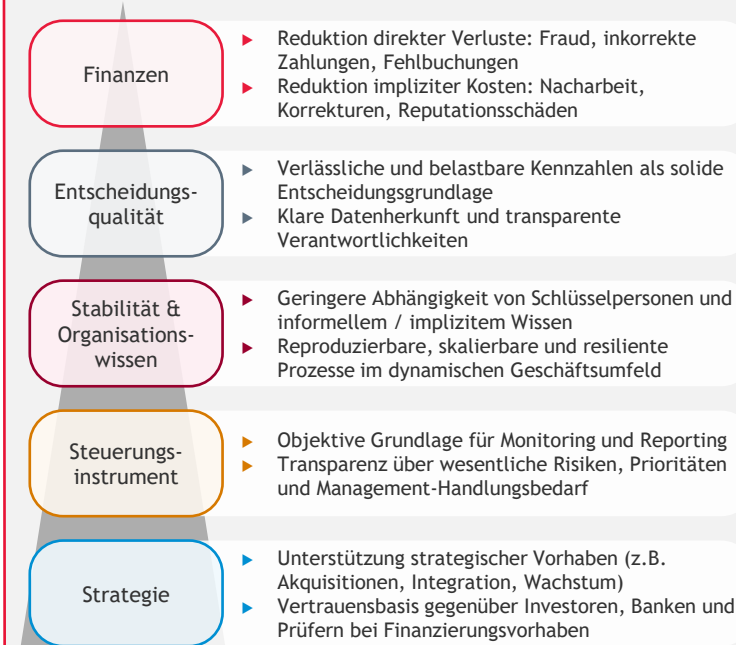 Finanzen
Reduktion direkter Verluste: Fraud, inkorrekte
Zahlungen, Fehlbuchungen
Reduktion impliziter Kosten: Nacharbeit,
Korrekturen, Reputationsschäden
Entscheidungs-
qualität
Verlässliche und belastbare Kennzahlen als solide
Entscheidungsgrundlage
Klare Datenherkunft und transparente
Verantwortlichkeiten
Stabilität &
Organisations-
wissen
Geringere Abhängigkeit von Schlüsselpersonen und
informellem / implizitem Wissen
Reproduzierbare, skalierbare und resiliente
Prozesse im dynamischen Geschäftsumfeld
Steuerungs-
instrument
Objektive Grundlage für Monitoring und Reporting
Transparenz über wesentliche Risiken, Prioritäten
und Management-Handlungsbedarf
Strategie
Unterstützung strategischer Vorhaben (z.B.
Akquisitionen, Integration, Wachstum)
Vertrauensbasis gegenüber Investoren, Banken und
Prüfern bei Finanzierungsvorhaben